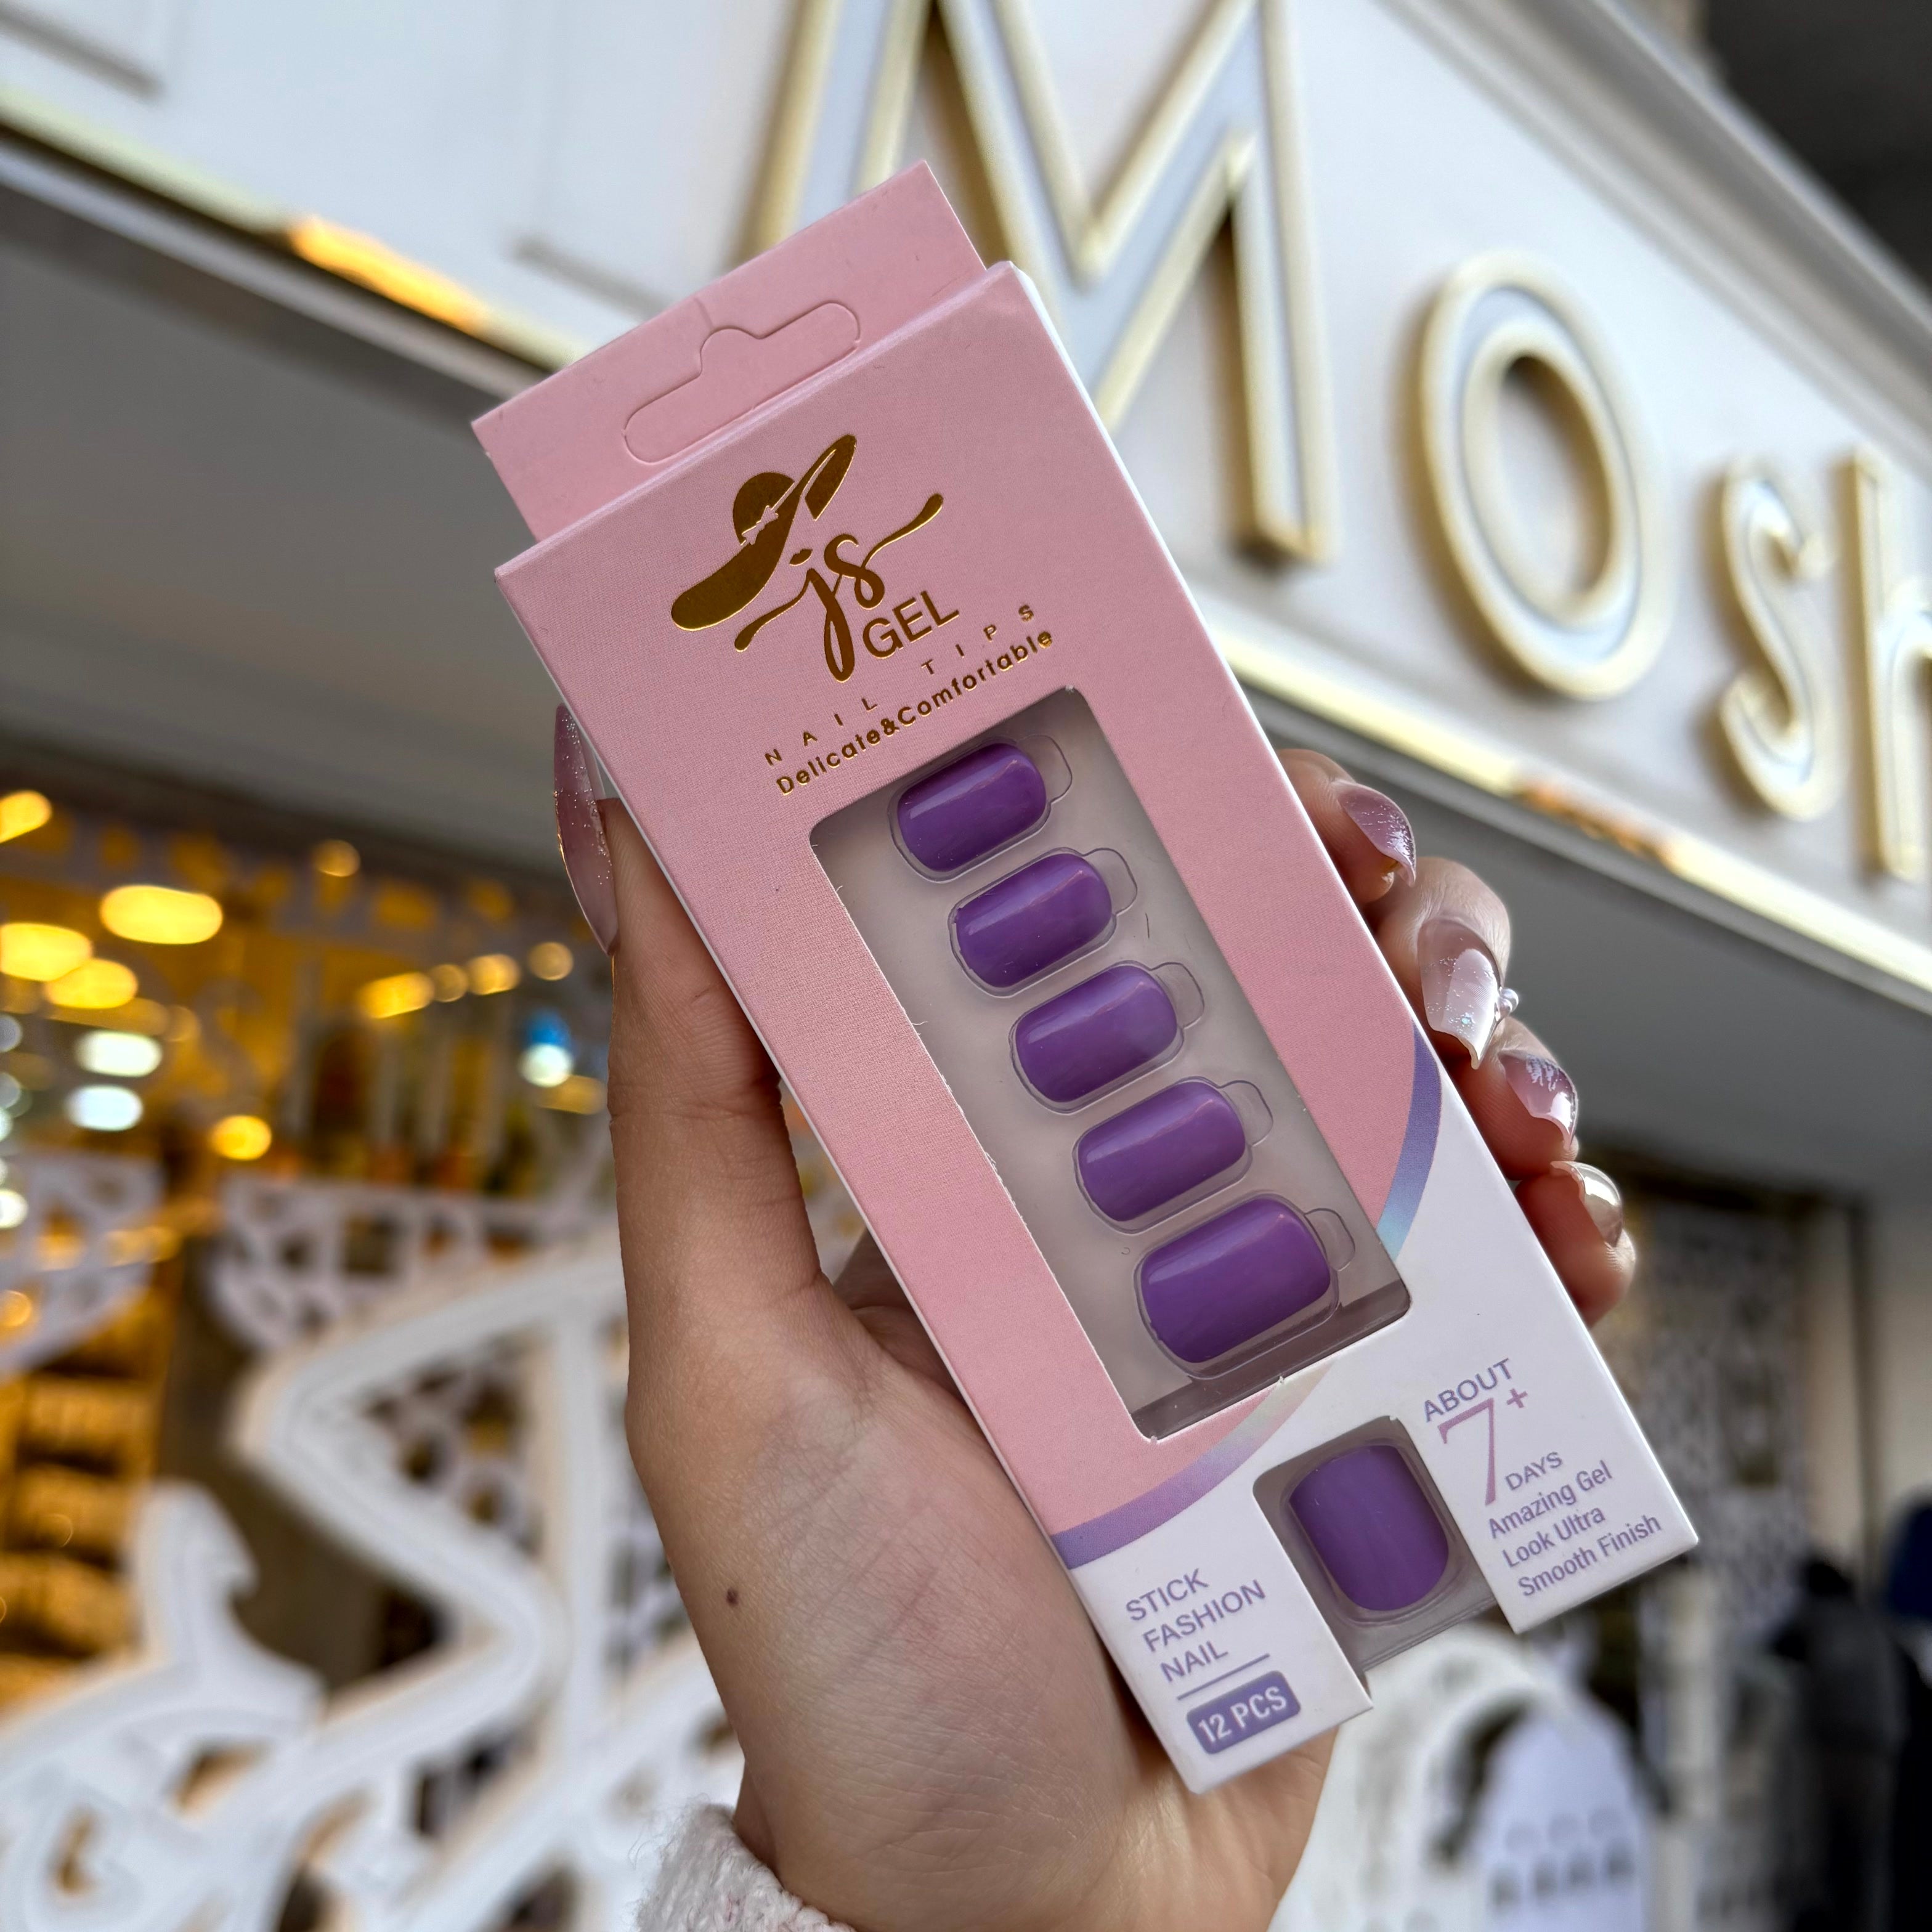 Mosh
js
GEL
NAIL TIPS
Delicate&Comfortable
ABOUT
7+
DAYS
Amazing Gel
Look Ultra
Smooth Finish
STICK
FASHION
NAIL
12 PCS